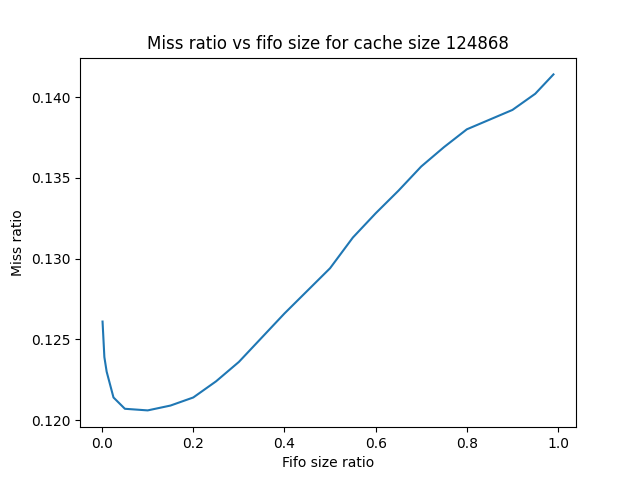 Miss ratio vs fifo size for cache size 124868
0.140
0.135
0.130
0.125
0.120
Miss ratio
0.0 0.2 0.4 0.6 0.8 1.0
Fifo size ratio